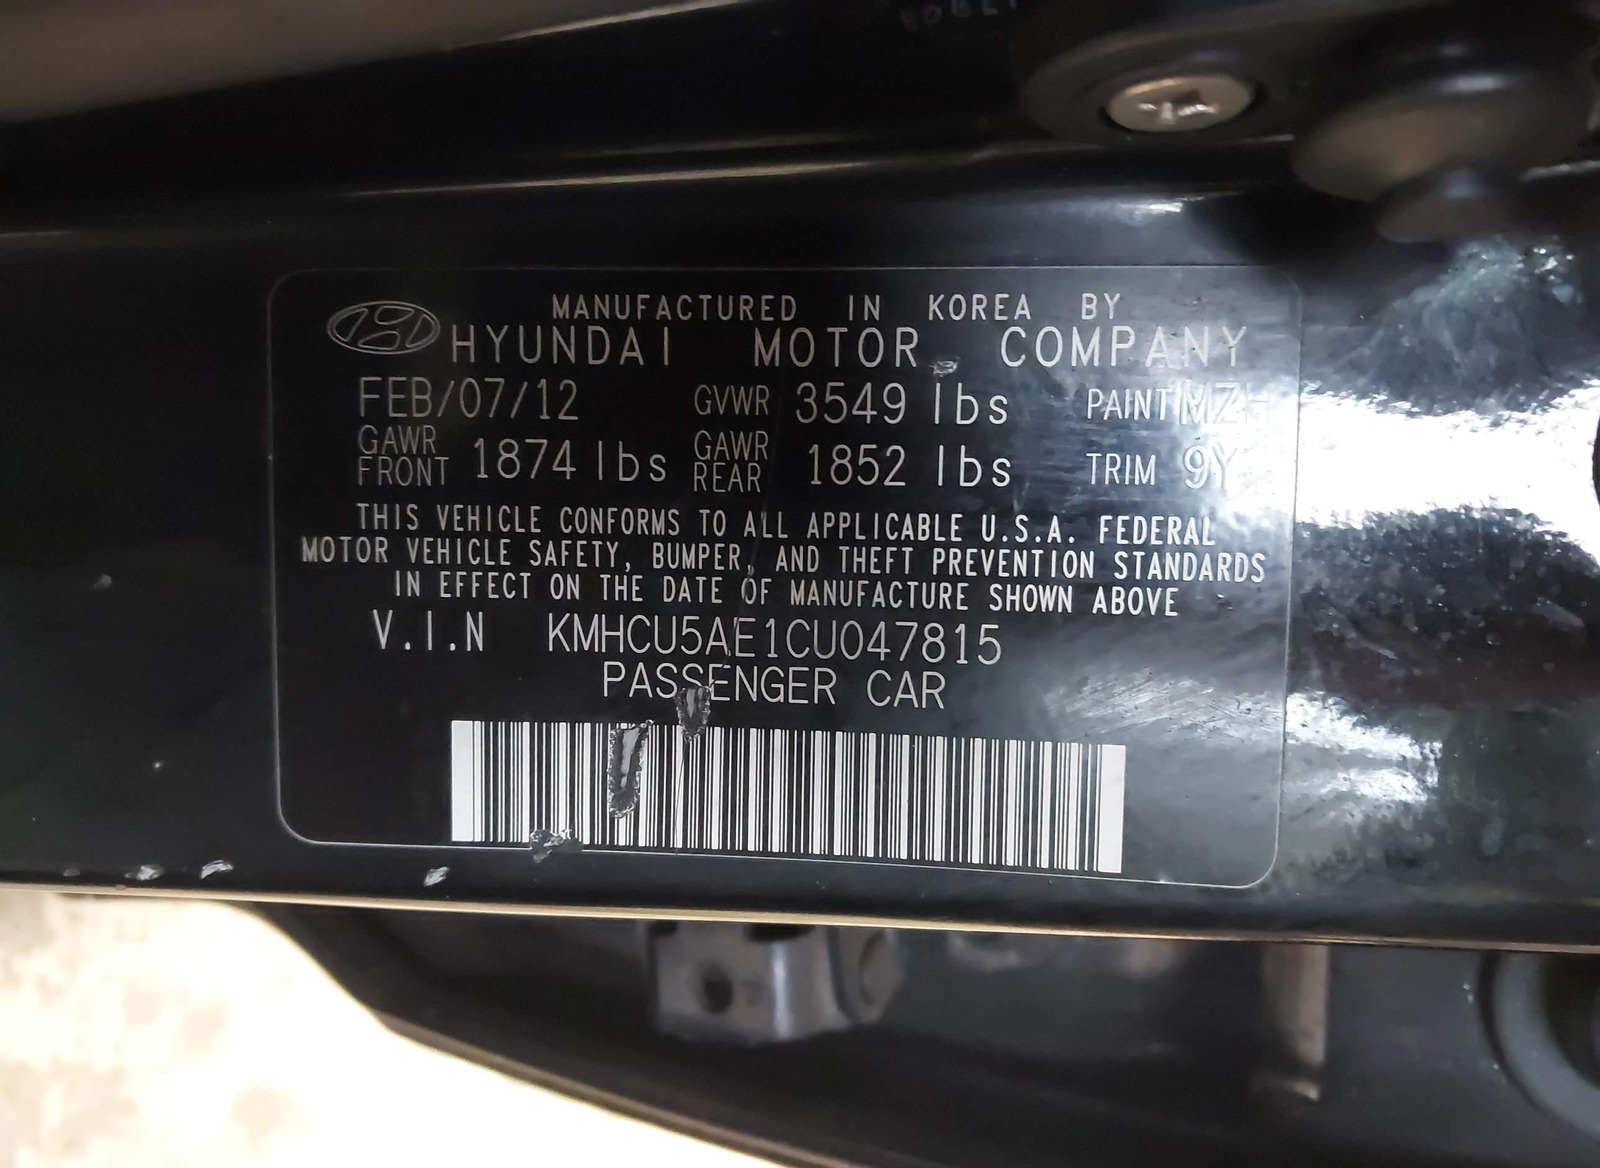 MANUFACTURED IN KOREA BY
HYUNDAI MOTOR COMPANY
FEB/07/12 GVWR 3549 lbs PAINT MZH
GAWR FRONT 1874 lbs GAWR REAR 1852 lbs TRIM 9Y
THIS VEHICLE CONFORMS TO ALL APPLICABLE U.S.A. FEDERAL
MOTOR VEHICLE SAFETY, BUMPER, AND THEFT PREVENTION STANDARDS
IN EFFECT ON THE DATE OF MANUFACTURE SHOWN ABOVE
V.I.N KMHCU5AE1CU047815
PASSENGER CAR